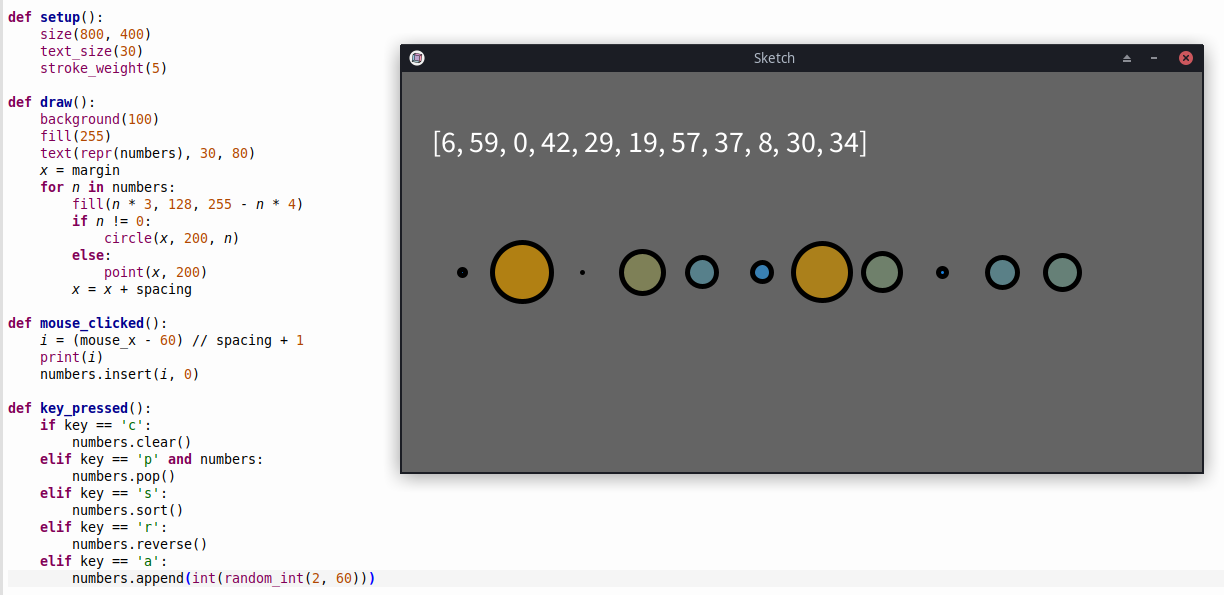 def setup():
    size(800, 400)
    text_size(30)
    stroke_weight(5)

def draw():
    background(100)
    fill(255)
    text(repr(numbers), 30, 80)
    x = margin
    for n in numbers:
        fill(n * 3, 128, 255 - n * 4)
        if n != 0:
            circle(x, 200, n)
        else:
            point(x, 200)
        x = x + spacing

def mouse_clicked():
    i = (mouse_x - 60) // spacing + 1
    print(i)
    numbers.insert(i, 0)

def key_pressed():
    if key == 'c':
        numbers.clear()
    elif key == 'p' and numbers:
        numbers.pop()
    elif key == 's':
        numbers.sort()
    elif key == 'r':
        numbers.reverse()
    elif key == 'a':
        numbers.append(int(random_int(2, 60)))
Sketch
[6, 59, 0, 42, 29, 19, 57, 37, 8, 30, 34]